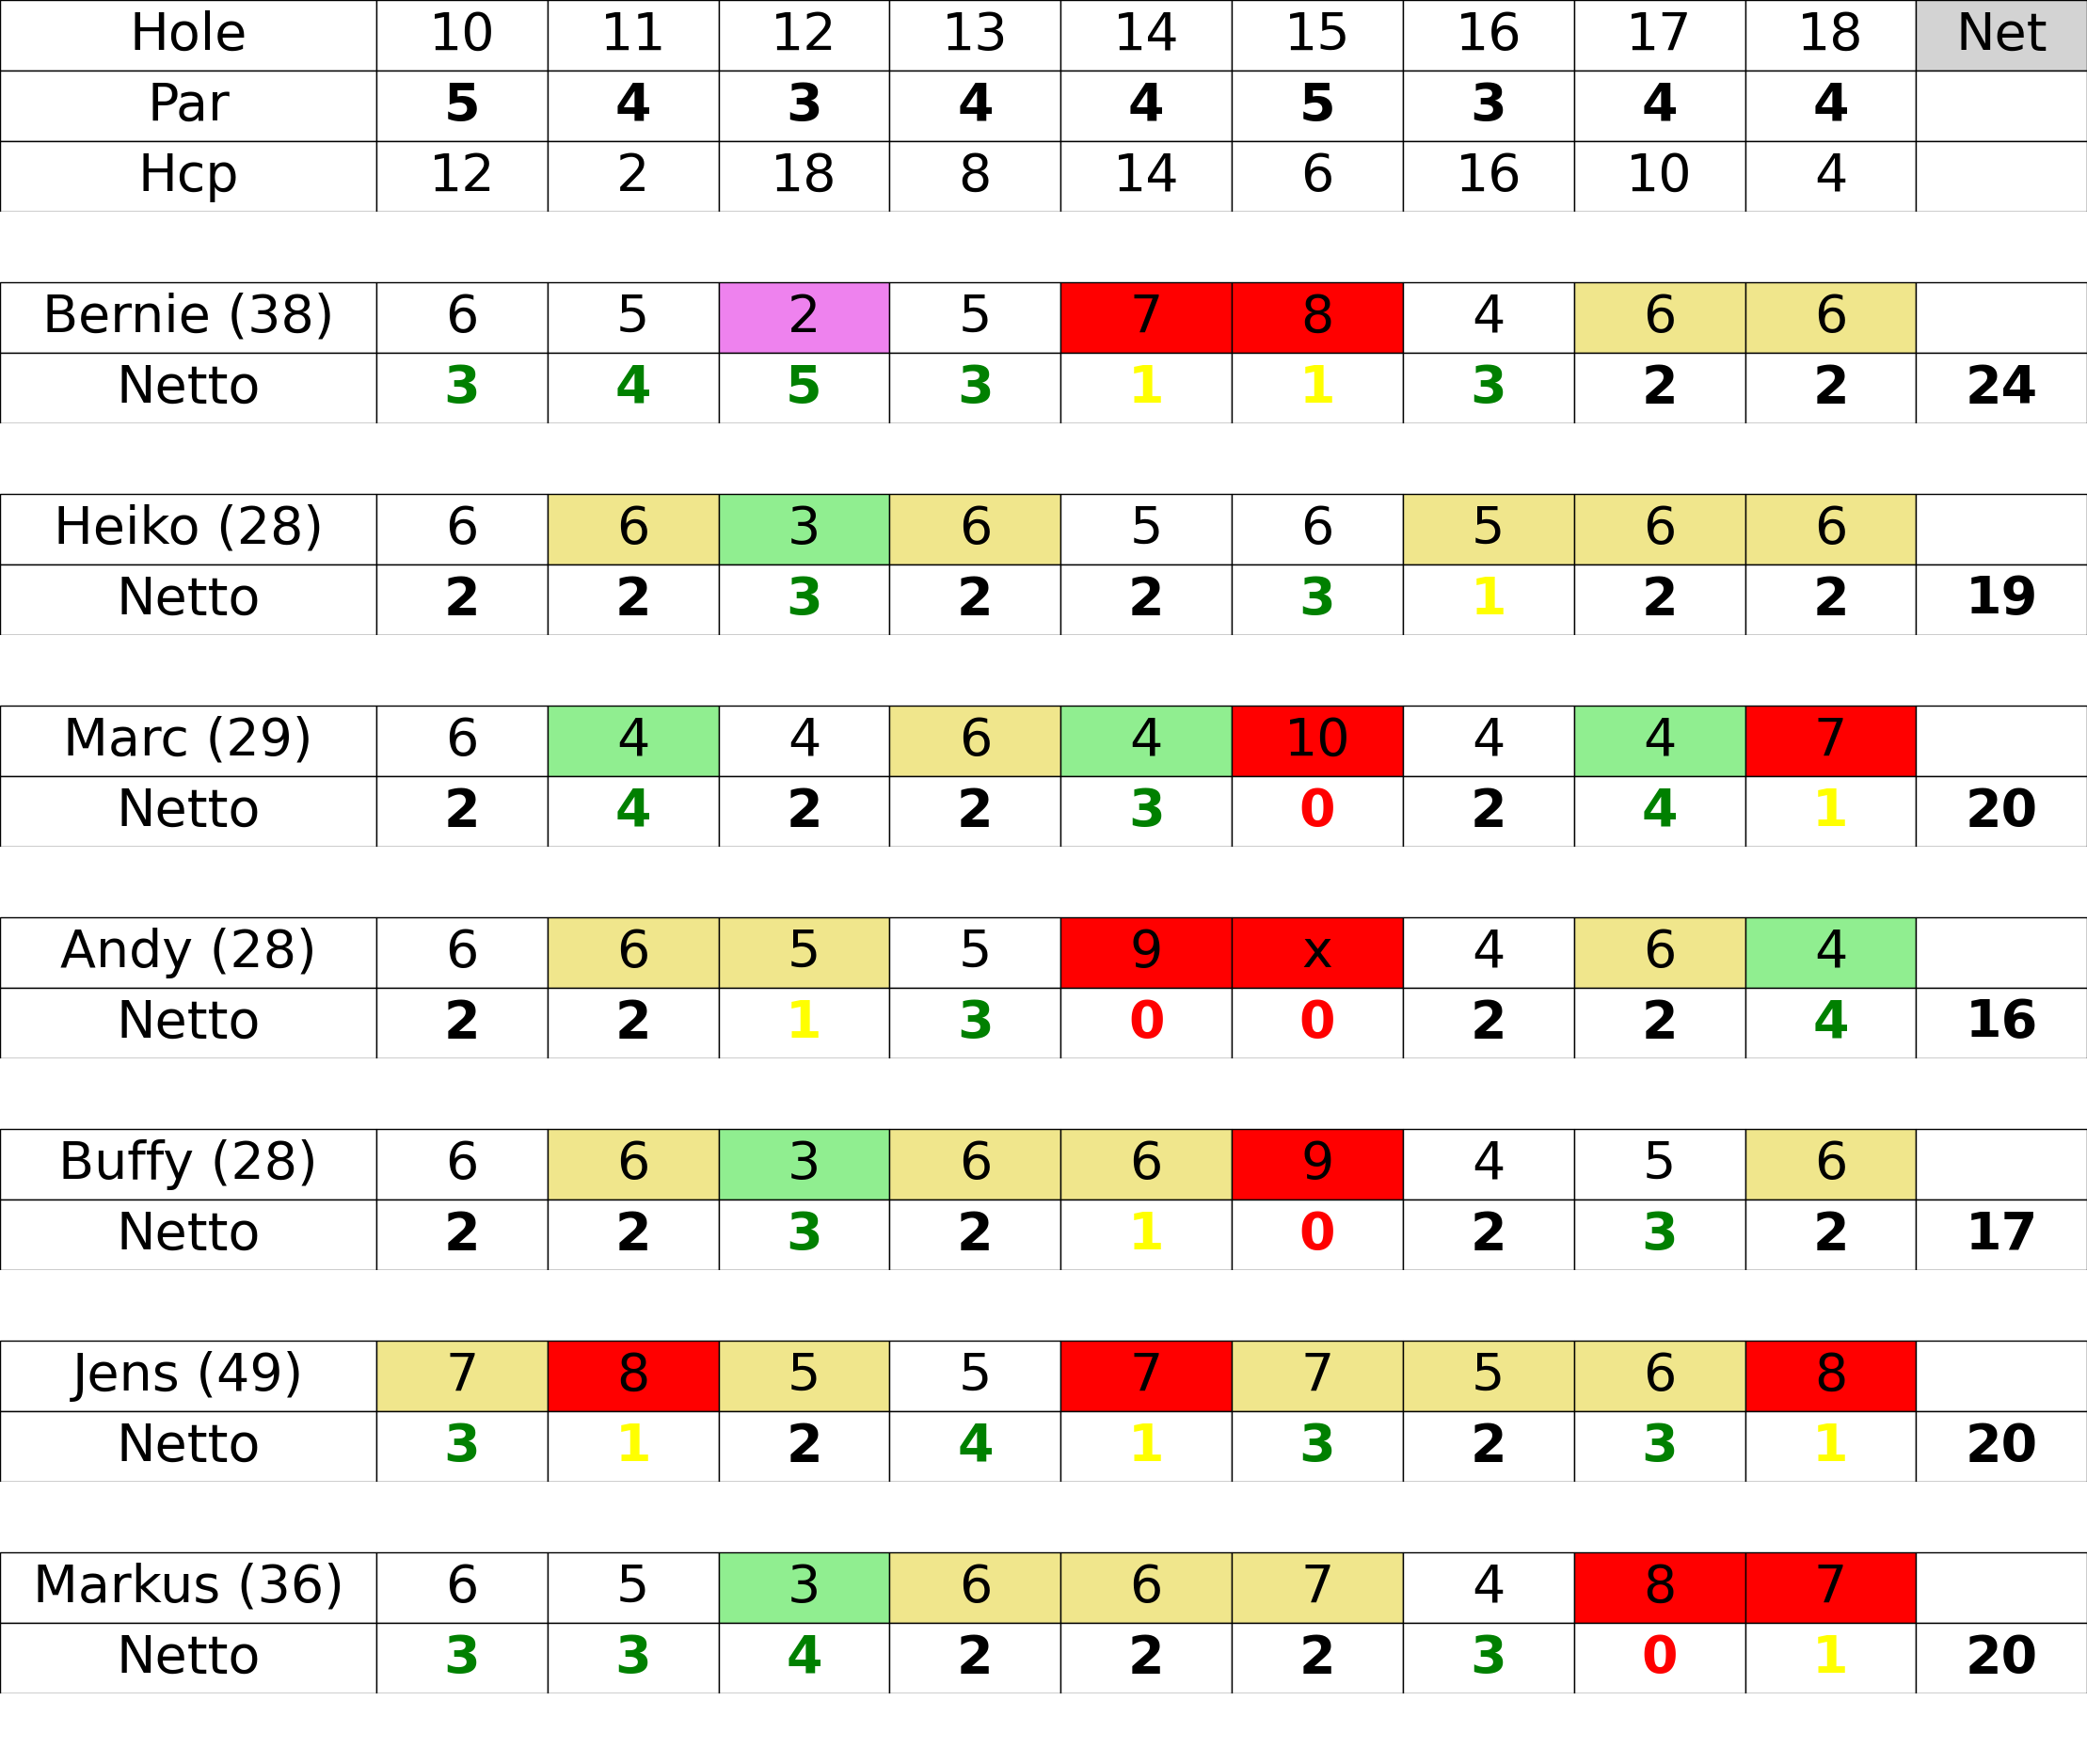 Hole 10 11 12 13 14 15 16 17 18 Net
Par 5 4 3 4 4 5 3 4 4
Hcp 12 2 18 8 14 6 16 10 4
Bernie (38) 6 5 2 5 7 8 4 6 6
Netto 3 4 5 3 1 1 3 2 2 24
Heiko (28) 6 6 3 6 5 6 5 6 6
Netto 2 2 3 2 2 3 1 2 2 19
Marc (29) 6 4 4 6 4 10 4 4 7
Netto 2 4 2 2 3 0 2 4 1 20
Andy (28) 6 6 5 5 9 x 4 6 4
Netto 2 2 1 3 0 0 2 2 4 16
Buffy (28) 6 6 3 6 6 9 4 5 6
Netto 2 2 3 2 1 0 2 3 2 17
Jens (49) 7 8 5 5 7 7 5 6 8
Netto 3 1 2 4 1 3 2 3 1 20
Markus (36) 6 5 3 6 6 7 4 8 7
Netto 3 3 4 2 2 2 3 0 1 20